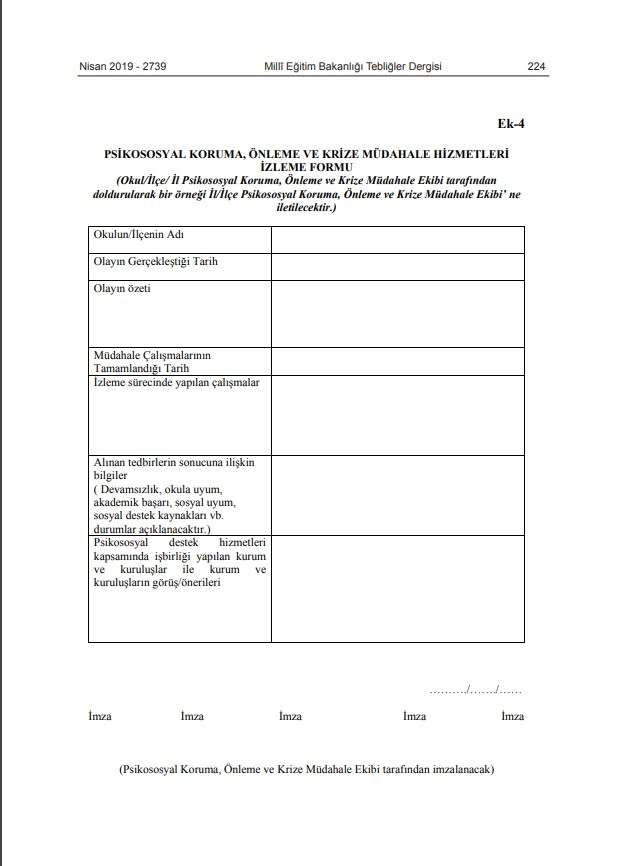 Nisan 2019 - 2739 Millî Eğitim Bakanlığı Tebliğler Dergisi 224
Ek-4
PSİKOSOSYAL KORUMA, ÖNLEME VE KRİZE MÜDAHALE HİZMETLERİ
İZLEME FORMU
(Okul/İlçe/ İl Psikososyal Koruma, Önleme ve Krize Müdahale Ekibi tarafından
doldurularak bir örneği İl/İlçe Psikososyal Koruma, Önleme ve Krize Müdahale Ekibi’ ne
iletilecektir.)
Okulun/İlçenin Adı
Olayın Gerçekleştiği Tarih
Olayın özeti
Müdahale Çalışmalarının
Tamamlandığı Tarih
İzleme sürecinde yapılan çalışmalar
Alınan tedbirlerin sonucuna ilişkin
bilgiler
( Devamsızlık, okula uyum,
akademik başarı, sosyal uyum,
sosyal destek kaynakları vb.
durumlar açıklanacaktır.)
Psikososyal destek hizmetleri
kapsamında işbirliği yapılan kurum
ve kuruluşlar ile kurum ve
kuruluşların görüş/önerileri
………./……./……
İmza İmza İmza İmza İmza
(Psikososyal Koruma, Önleme ve Krize Müdahale Ekibi tarafından imzalanacak)